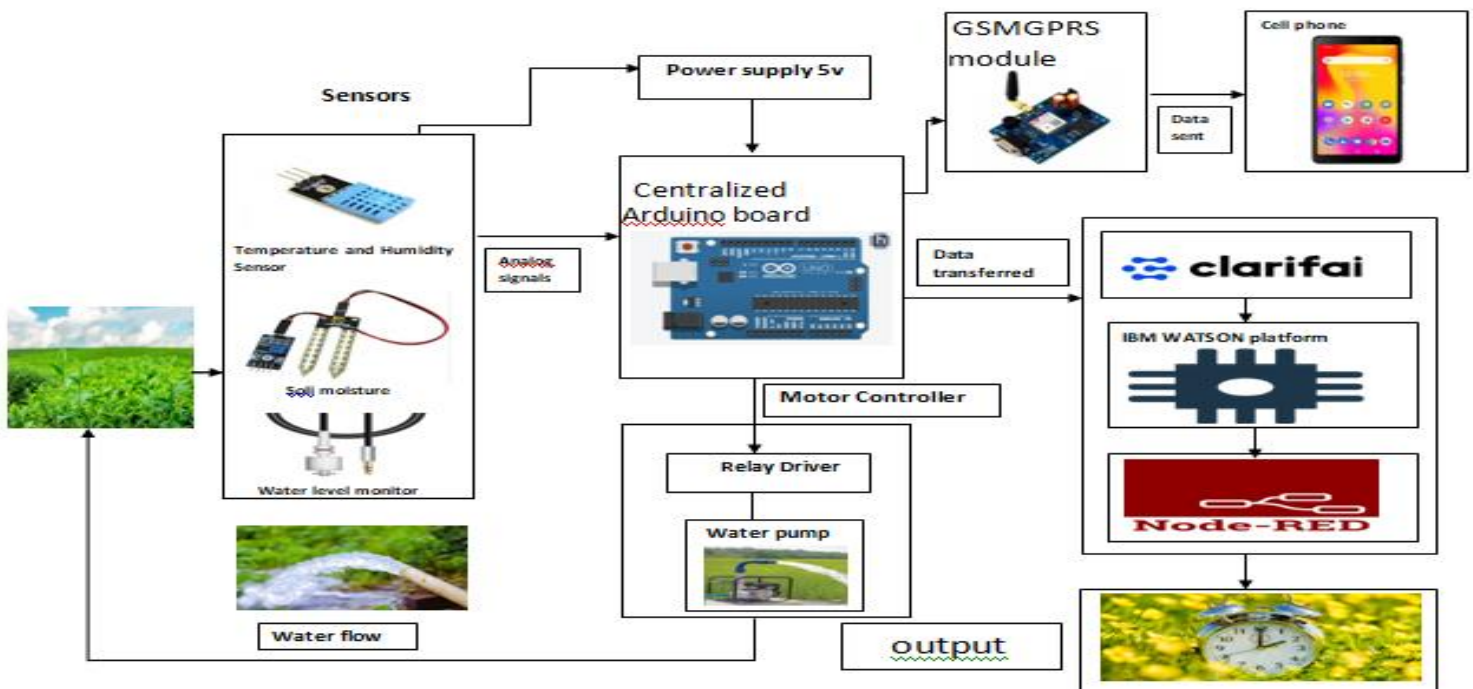 GSMGPRS
module
Cell phone
Power supply 5v
Sensors
Data
sent
Centralized
Arduino board
Temperature and Humidity
Sensor
Analog
signals
Data
transferred
clarifai
UNO
IBM WATSON platform
Soil moisture
Motor Controller
Relay Driver
Water level monitor
Node-RED
Water pump
Water flow
output